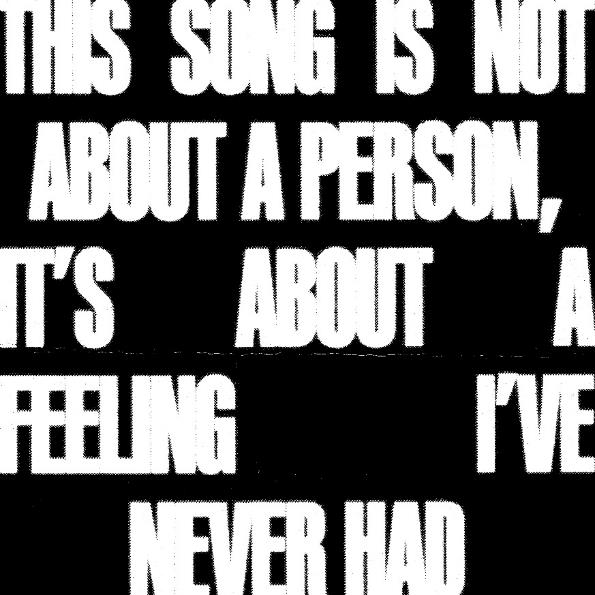 THIS SONG IS NOT
ABOUT A PERSON,
IT'S ABOUT A
FEELING I'VE
NEVER HAD